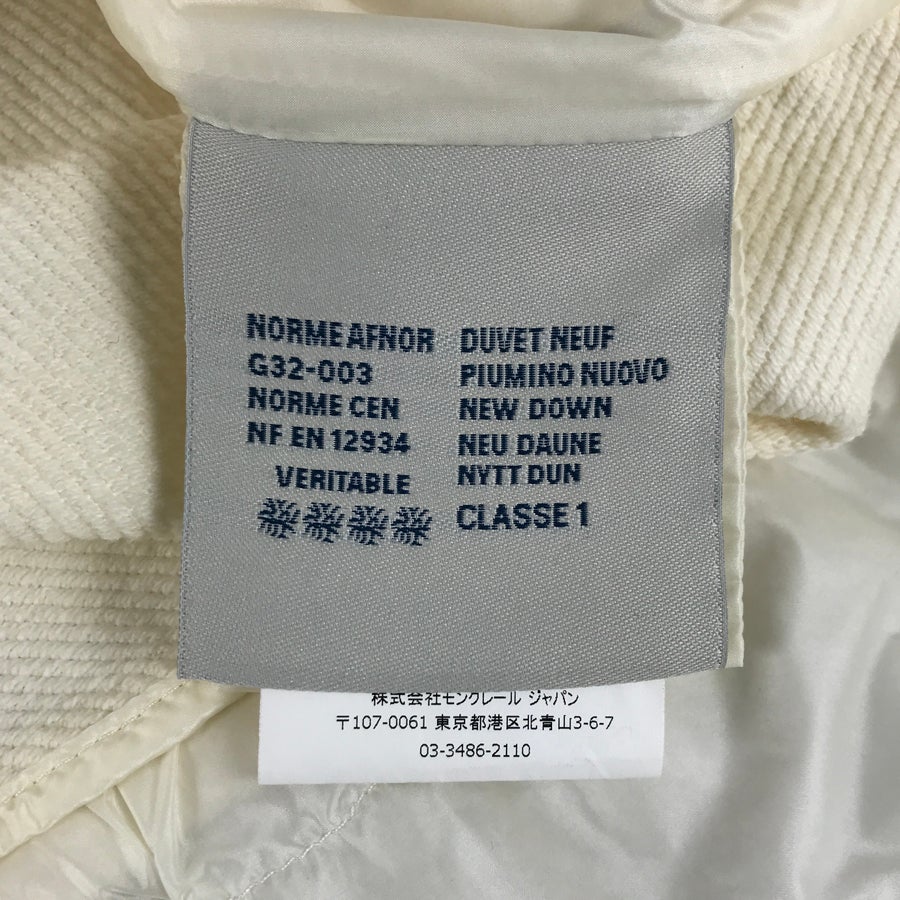 NORME AFNOR
G32-003
NORME CEN
NF EN 12934
VERITABLE
DUVET NEUF
PIUMINO NUOVO
NEW DOWN
NEU DAUNE
NYTT DUN
CLASSE 1
株式会社モンクレール ジャパン
〒107-0061 東京都港区北青山3-6-7
03-3486-2110